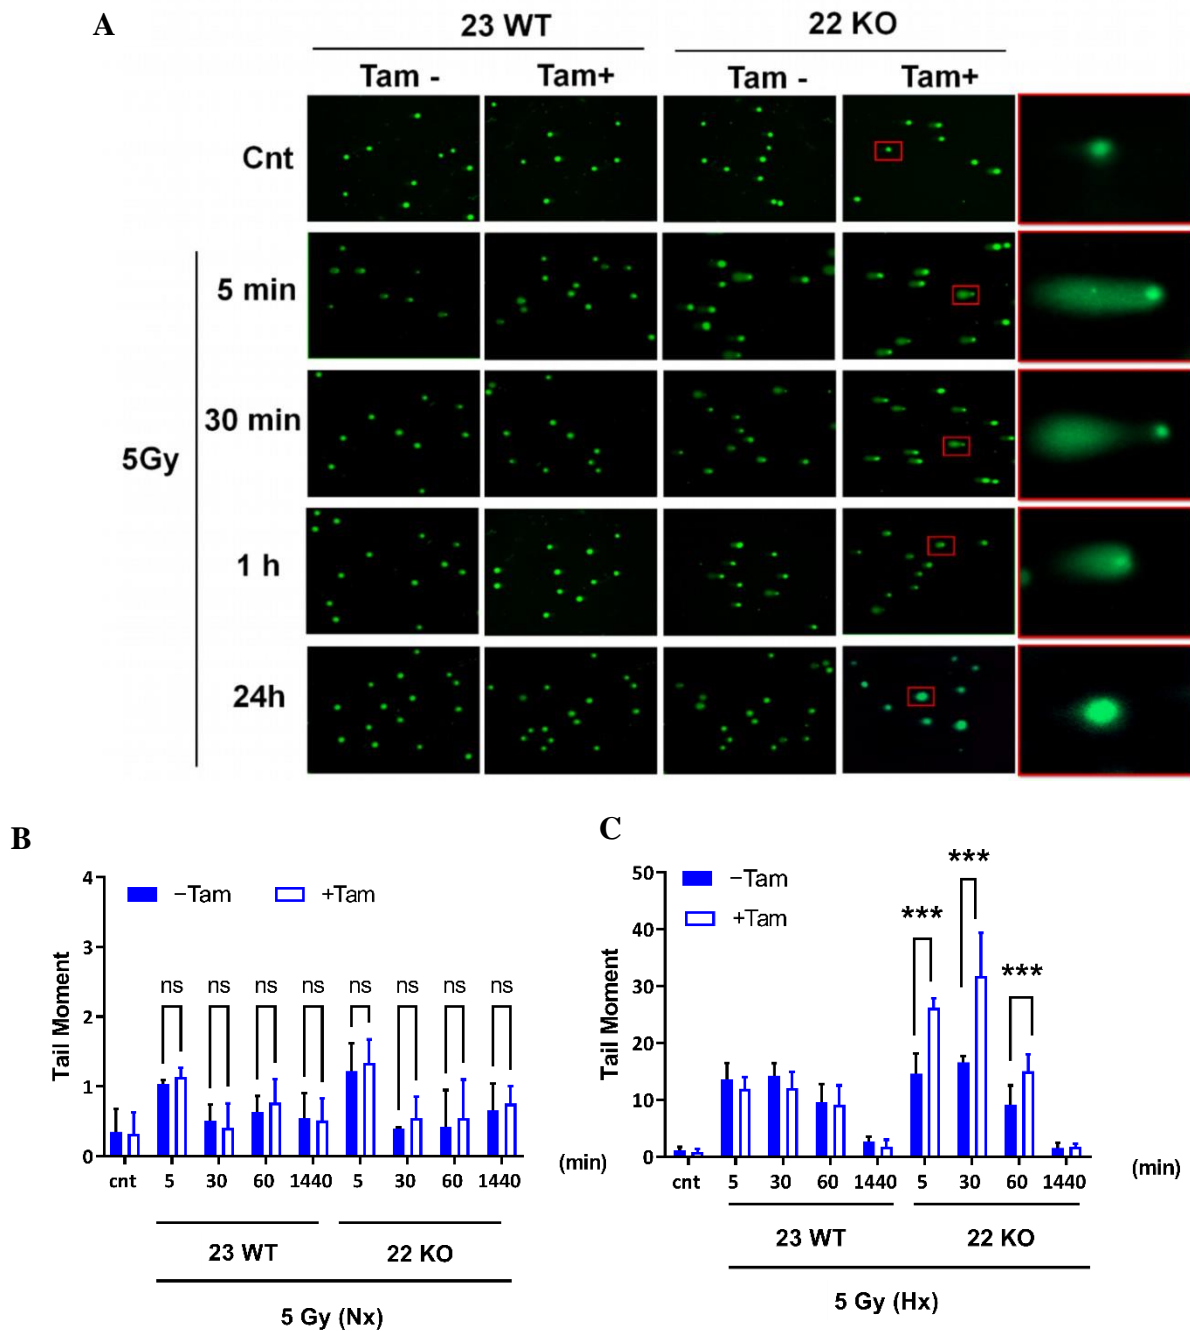 A
23 WT 22 KO
Tam - Tam+ Tam - Tam+
Cnt
5 min
30 min
5Gy
1 h
24h
B
4
3
2
1
0
Tail Moment
–Tam +Tam
ns ns ns ns ns ns ns ns
cnt 5 30 60 1440 5 30 60 1440 (min)
23 WT 22 KO
5 Gy (Nx)
C
50
40
30
20
10
0
Tail Moment
–Tam
+Tam
*** *** ***
cnt 5 30 60 1440 5 30 60 1440 (min)
23 WT 22 KO
5 Gy (Hx)